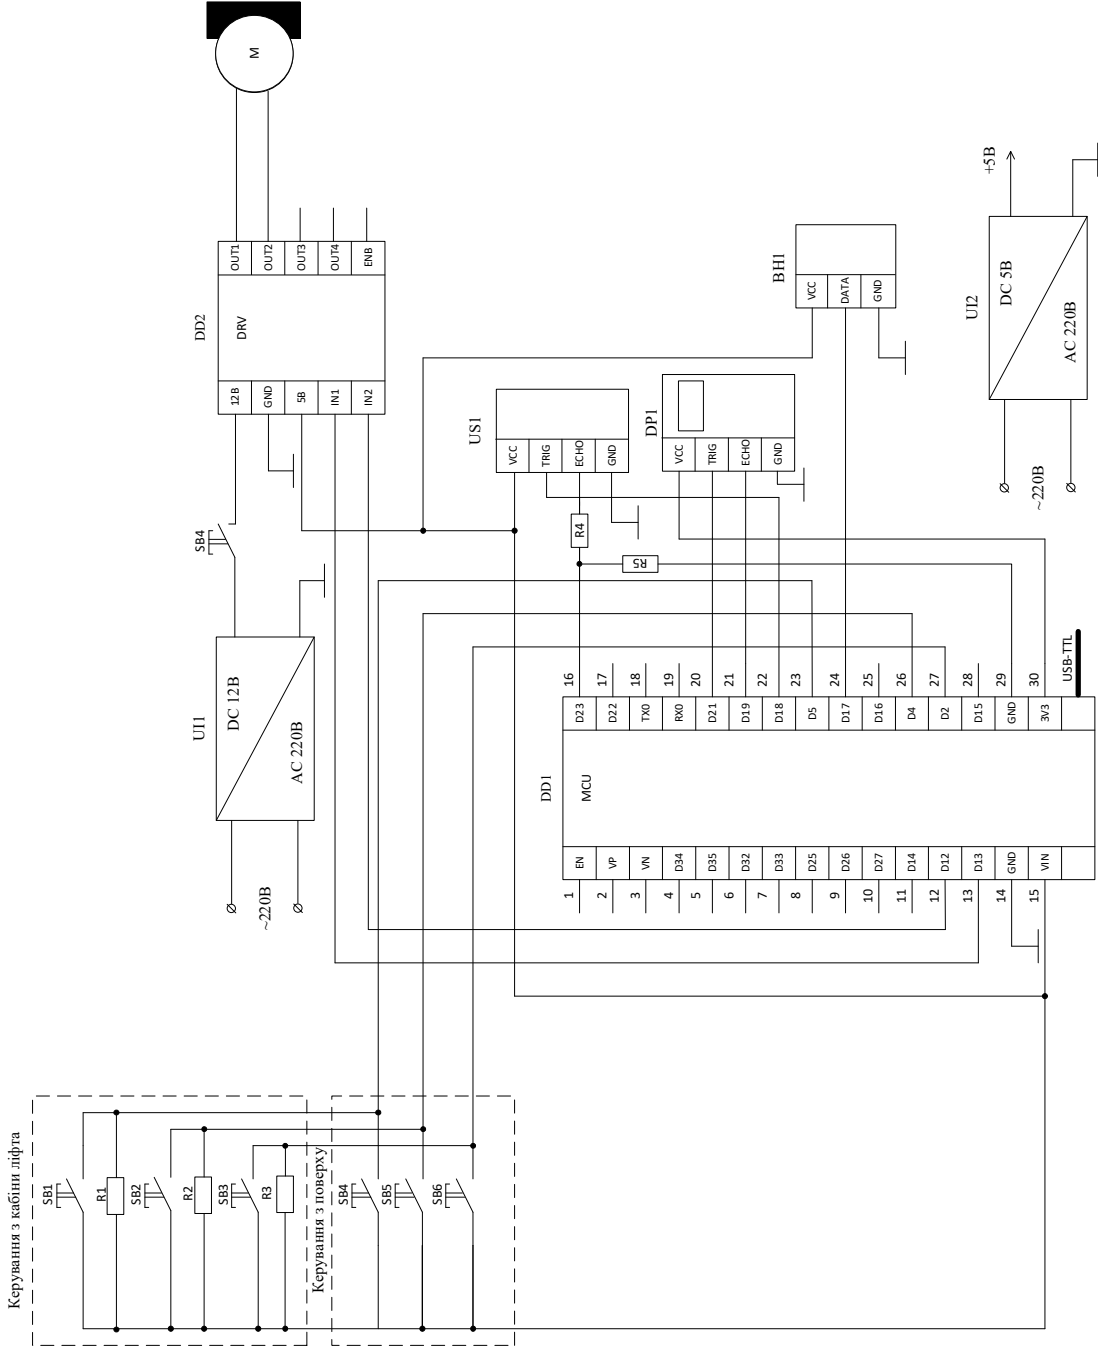 M
OUT1
OUT2
OUT3
OUT4
ENB
DD2
DRV
12В
GND
5В
IN1
IN2
SB4
UI1
DC 12В
AC 220В
~220В
BH1
VCC
DATA
GND
US1
VCC
TRIG
ECHO
GND
DP1
VCC
TRIG
ECHO
GND
+5В
UI2
DC 5В
AC 220В
~220В
R4
R5
16
17
18
19
20
21
22
23
24
25
26
27
28
29
30
USB-TTL
D23
D22
TX0
RX0
D21
D19
D18
D5
D17
D16
D4
D2
D15
GND
3V3
DD1
MCU
EN
VP
VN
D34
D35
D32
D33
D25
D26
D27
D14
D12
D13
GND
VIN
1
2
3
4
5
6
7
8
9
10
11
12
13
14
15
Керування з кабіни ліфта
SB1
R1
SB2
R2
SB3
R3
Керування з поверху
SB4
SB5
SB6